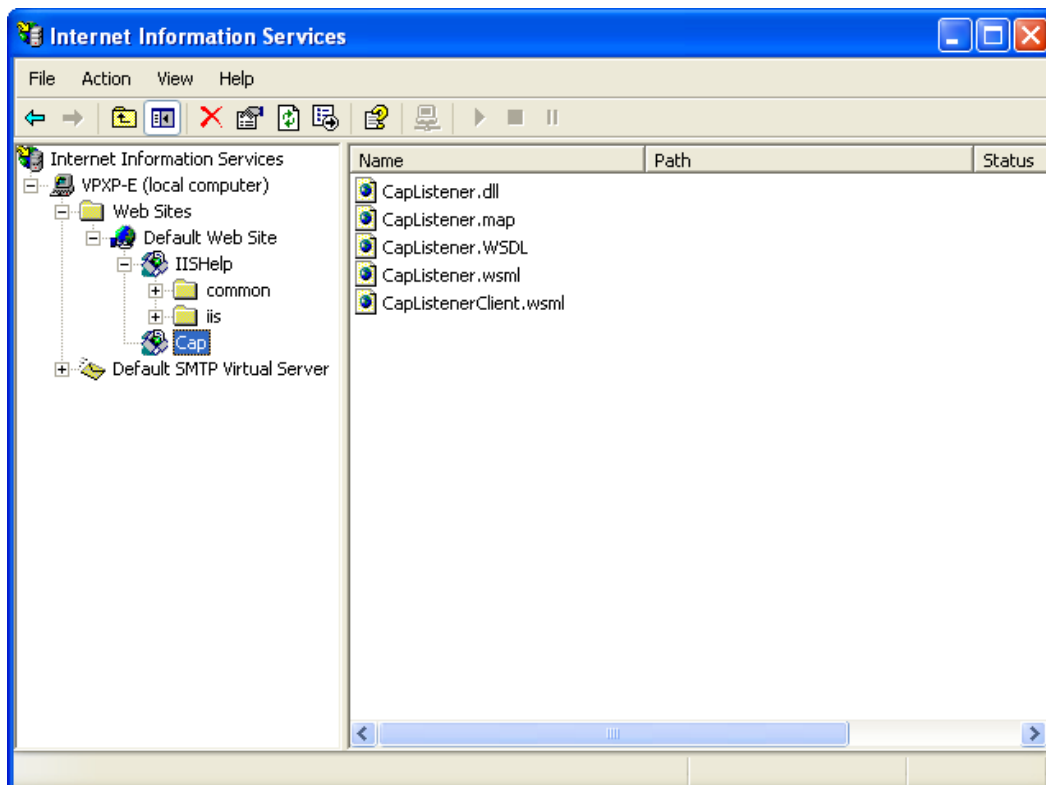 Internet Information Services
File Action View Help
Internet Information Services
VPXP-E (local computer)
Web Sites
Default Web Site
IISHelp
common
iis
Cap
Default SMTP Virtual Server
Name Path Status
CapListener.dll
CapListener.map
CapListener.WSDL
CapListener.wsml
CapListenerClient.wsml